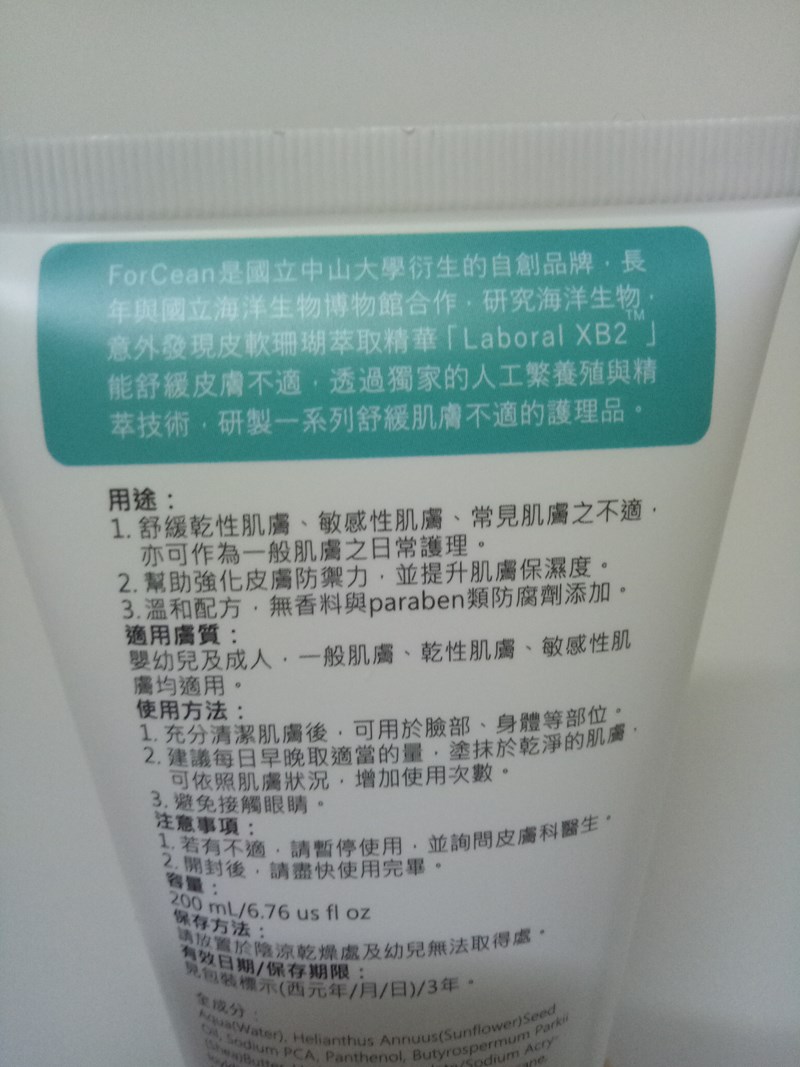 ForCean是國立中山大學衍生的自創品牌，長
年與國立海洋生物博物館合作，研究海洋生物，
意外發現皮軟珊瑚萃取精華「Laboral XB2™」
能舒緩皮膚不適，透過獨家的人工繁養殖與精
萃技術，研製一系列舒緩肌膚不適的護理品。
用途：
1. 舒緩乾性肌膚、敏感性肌膚、常見肌膚之不適，
亦可作為一般肌膚之日常護理。
2. 幫助強化皮膚防禦力，並提升肌膚保濕度。
3. 溫和配方，無香料與paraben類防腐劑添加。
適用膚質：
嬰幼兒及成人，一般肌膚、乾性肌膚、敏感性肌
膚均適用。
使用方法：
1. 充分清潔肌膚後，可用於臉部、身體等部位。
2. 建議每日早晚取適當的量，塗抹於乾淨的肌膚，
可依照肌膚狀況，增加使用次數。
3. 避免接觸眼睛。
注意事項：
1. 若有不適，請暫停使用，並詢問皮膚科醫生。
2. 開封後，請盡快使用完畢。
容量：
200 mL/6.76 us fl oz
保存方法：
請放置於陰涼乾燥處及幼兒無法取得處。
有效日期/保存期限：
見包裝標示(西元年/月/日)/3年。
全成分：
Aqua(Water), Helianthus Annuus(Sunflower)Seed
Oil, Sodium PCA, Panthenol, Butyrospermum Parkii
(Shea)Butter, /Sodium Acry-